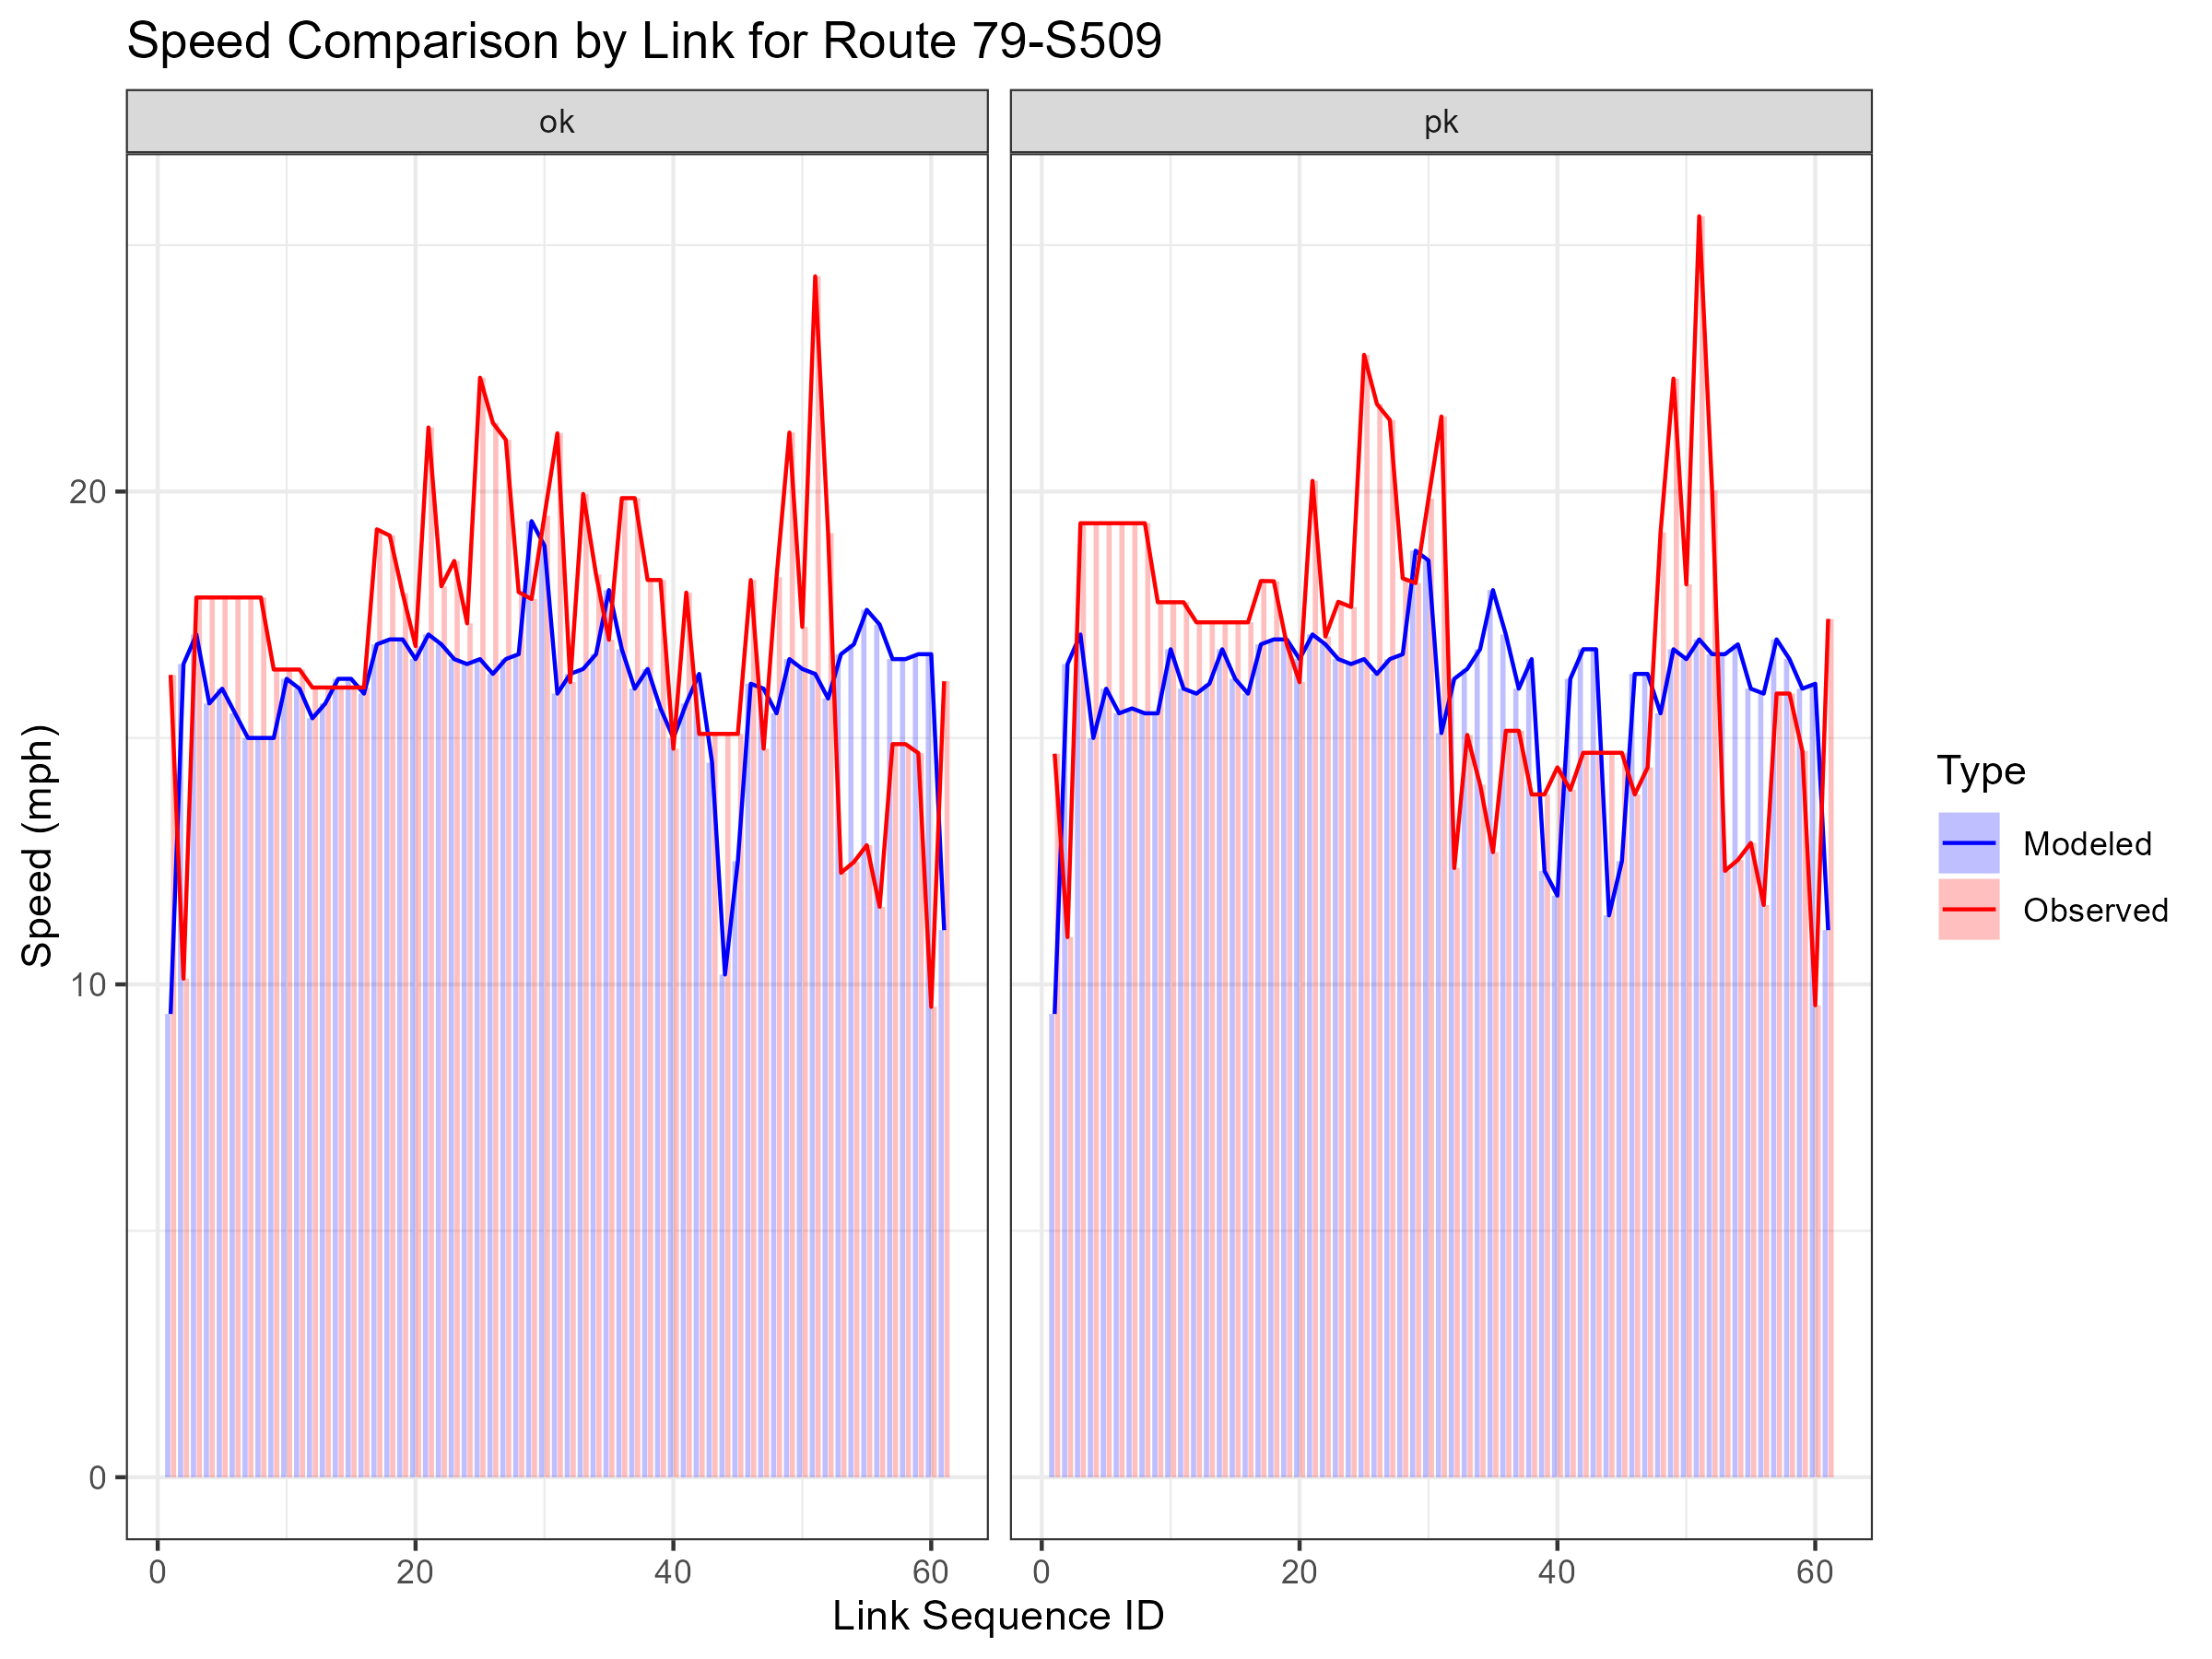 Speed Comparison by Link for Route 79-S509
ok
pk
Speed (mph)
20
10
0
0
20
40
60
0
20
40
60
Link Sequence ID
Type
Modeled
Observed